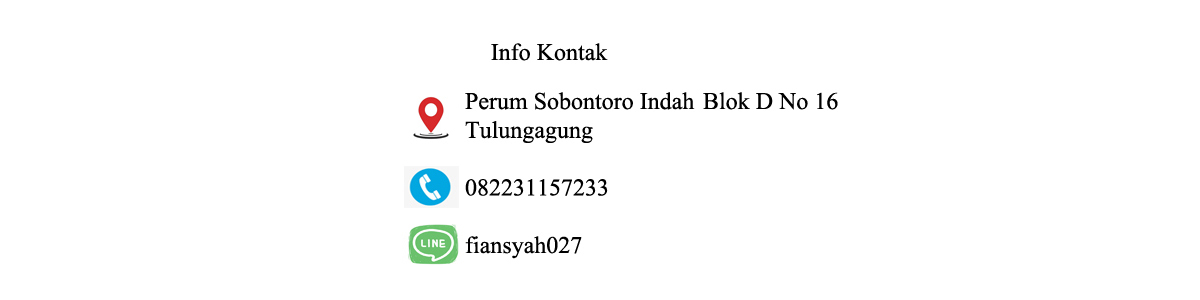 Info Kontak
Perum Sobontoro Indah Blok D No 16
Tulungagung
082231157233
LINE
fiansyah027